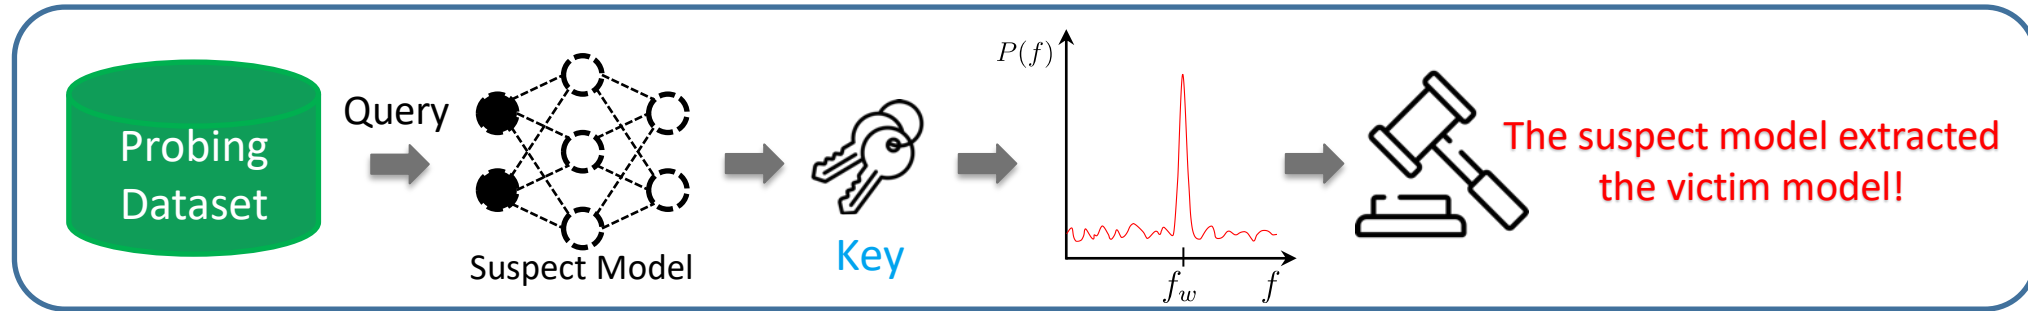 Probing
Dataset
Query
Suspect Model
Key
P(f)
f_w
f
The suspect model extracted
the victim model!